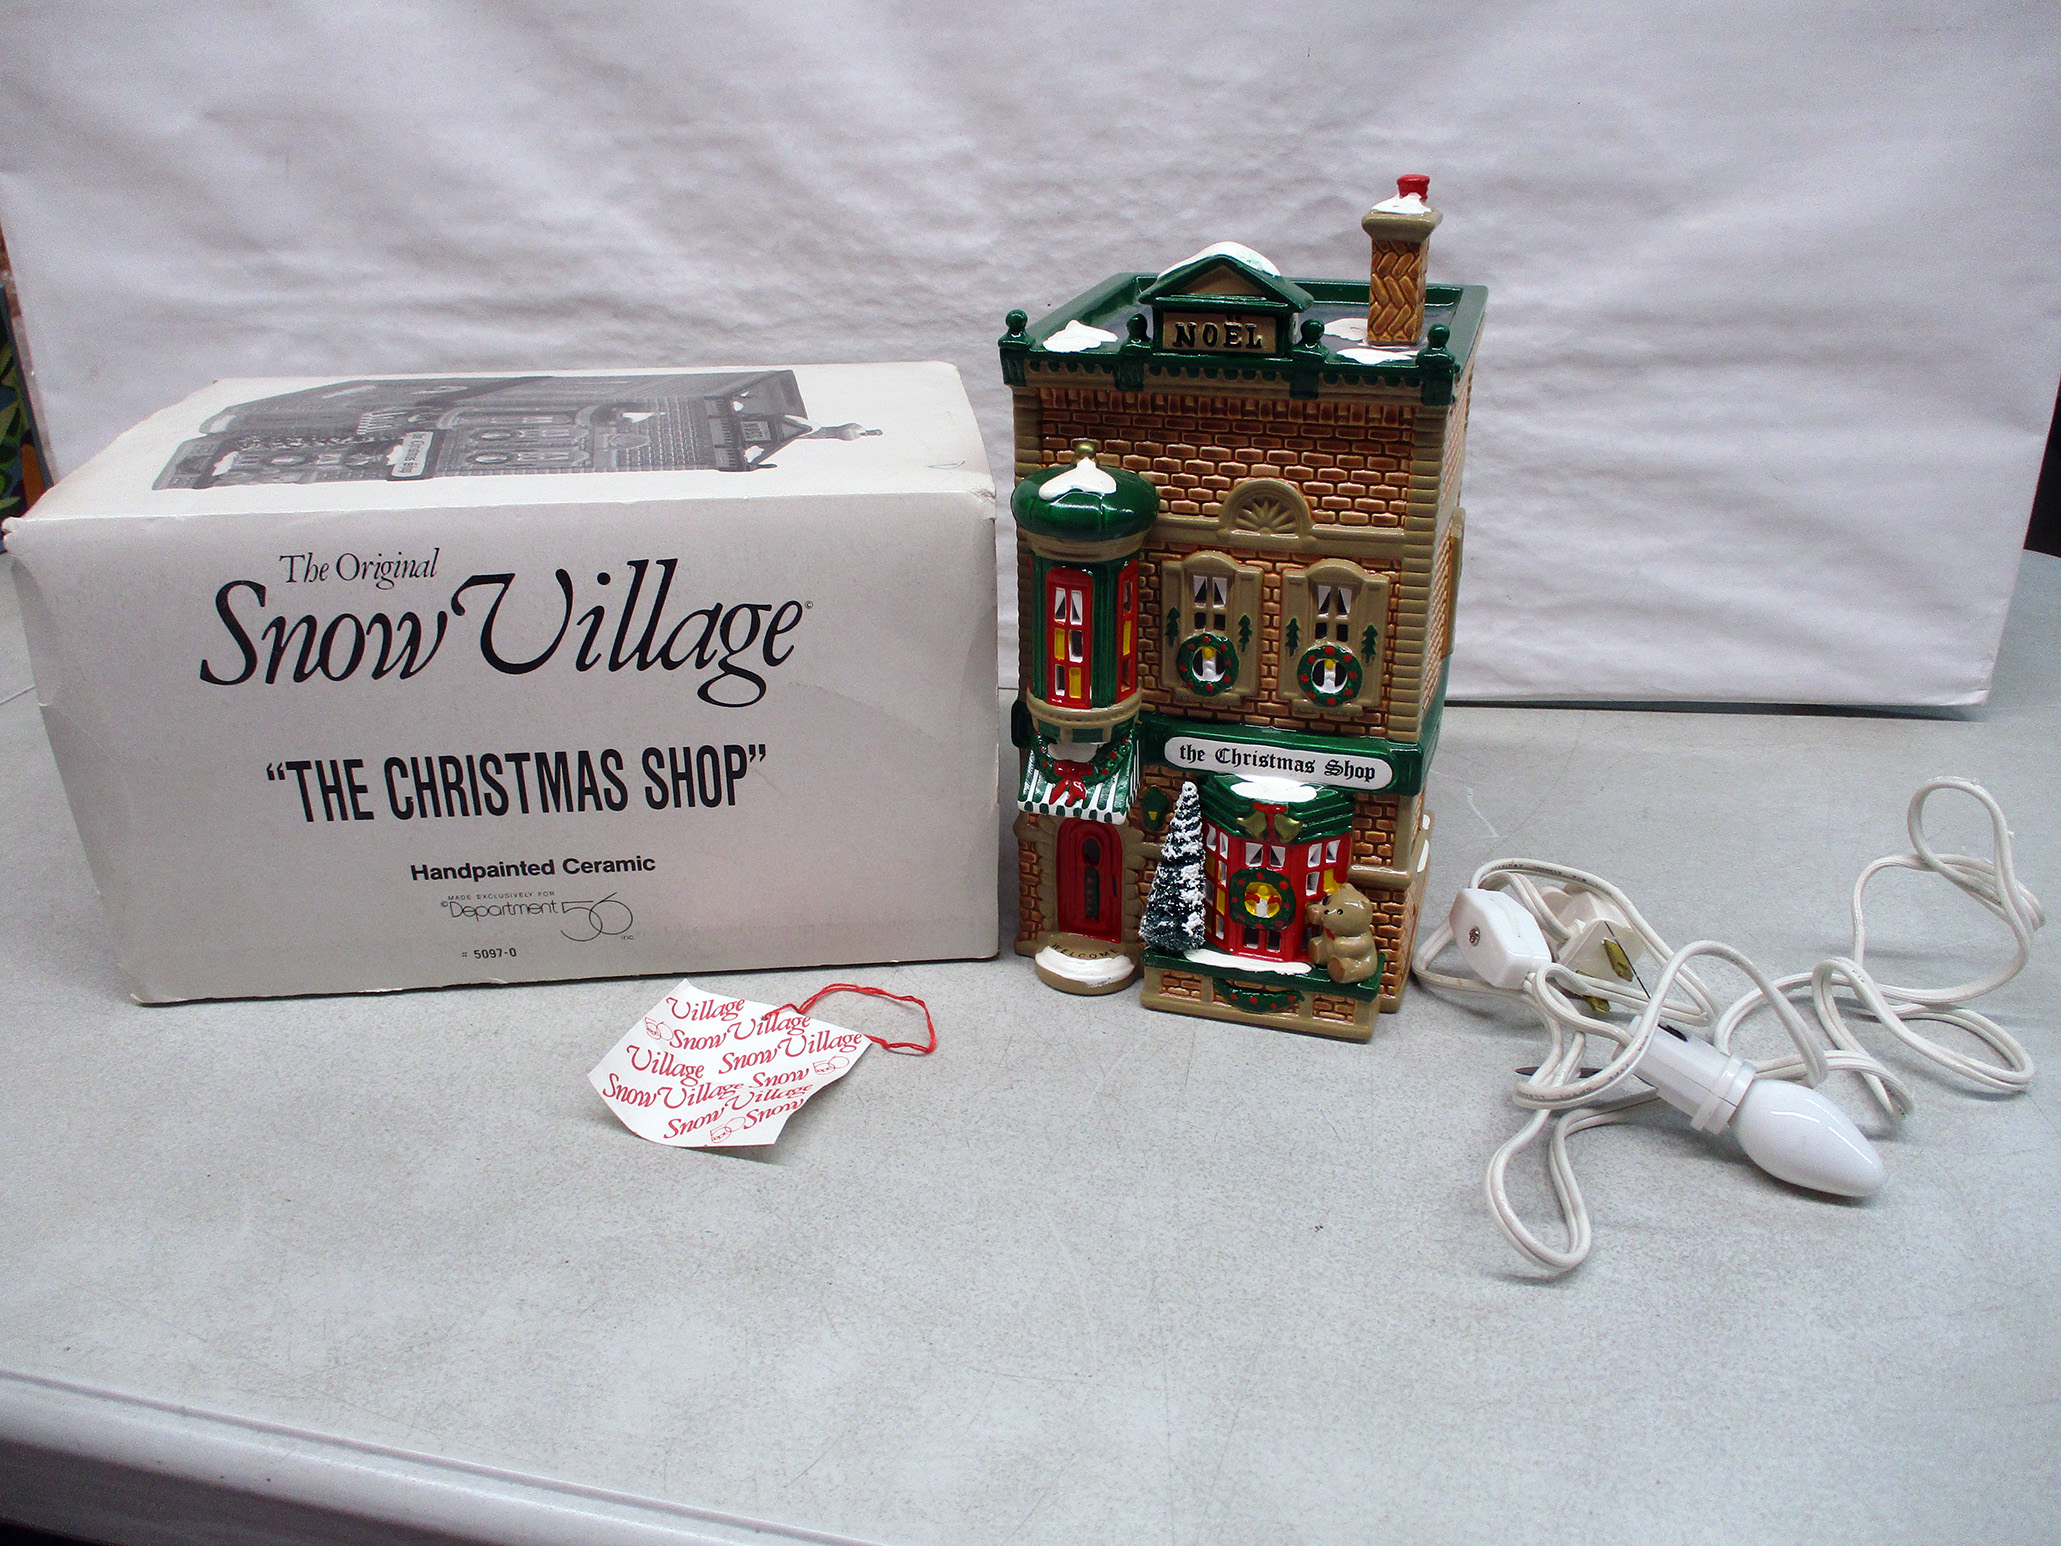 The Original
Snow Village©
"THE CHRISTMAS SHOP"
Handpainted Ceramic
MADE EXCLUSIVELY FOR
©Department 56 inc.
# 5097-0
NOËL
the Christmas Shop
WELCOME
Village
Snow Village
Village Snow Village
Snow Village Snow
Snow Village
Snow